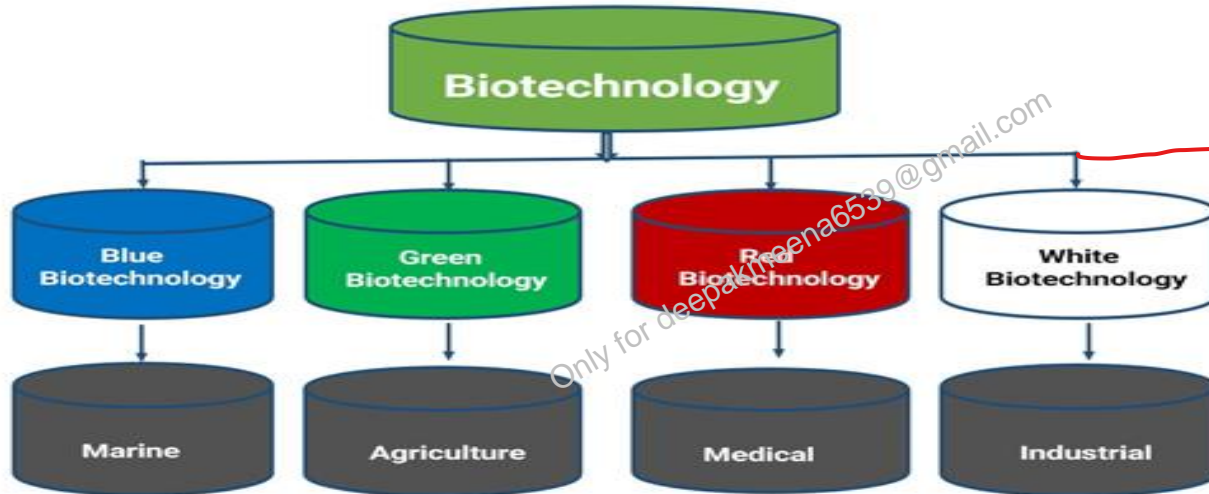 Biotechnology
Blue
Biotechnology
Green
Biotechnology
Red
Biotechnology
White
Biotechnology
Marine
Agriculture
Medical
Industrial
Only for deepakmeena6539@gmail.com